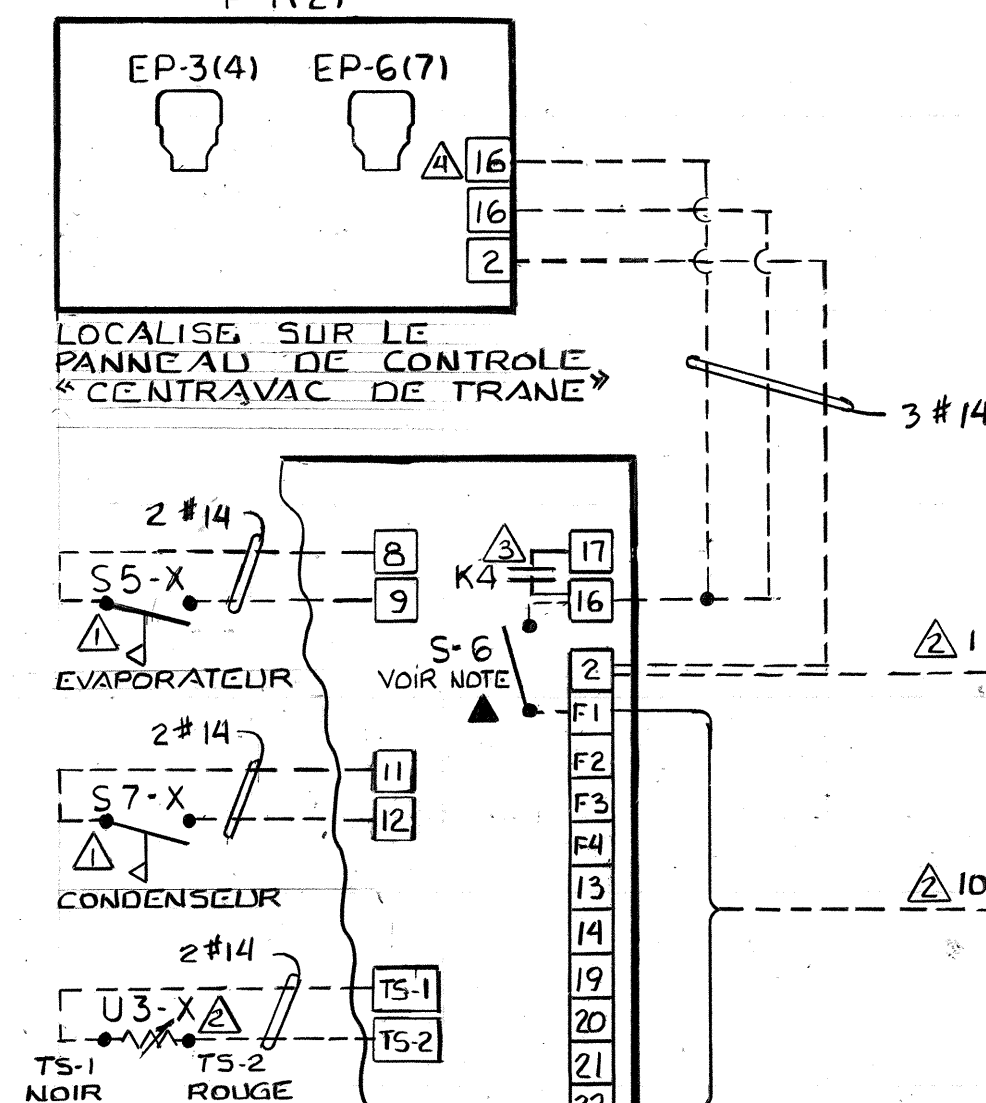 EP-3(4) EP-6(7)
4 16
16
2
LOCALISE SUR LE
PANNEAU DE CONTROLE
« CENTRAVAC DE TRANE »
3 #14
2 #14
8
9
S5-X
1
EVAPORATEUR
3
K4
17
16
S-6
VOIR NOTE
2
F1
2 1
2#14
11
12
S7-X
1
CONDENSEUR
F2
F3
F4
13
14
19
20
21
22
2 10
2#14
TS-1
TS-2
U3-X 2
TS-1 TS-2
NOIR ROUGE